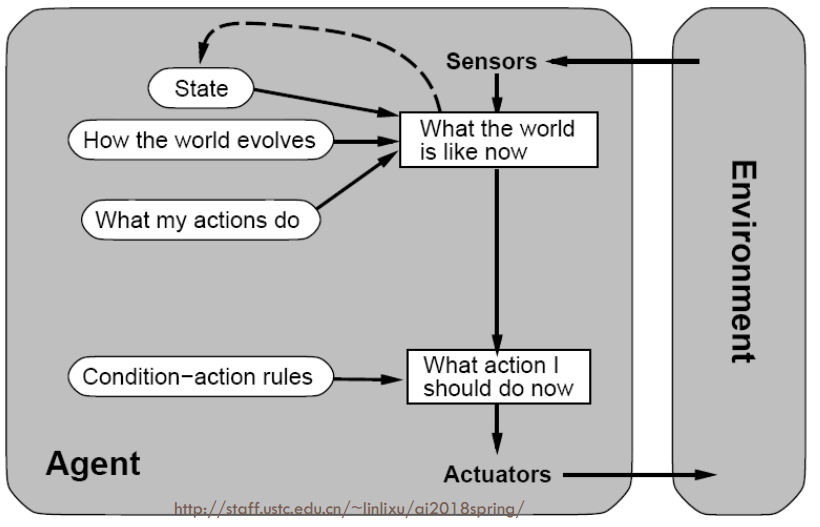 Sensors
State
What the world
is like now
How the world evolves
What my actions do
Environment
What action I
should do now
Condition−action rules
Agent
Actuators
http://staff.ustc.edu.cn/~linlixu/ai2018spring/